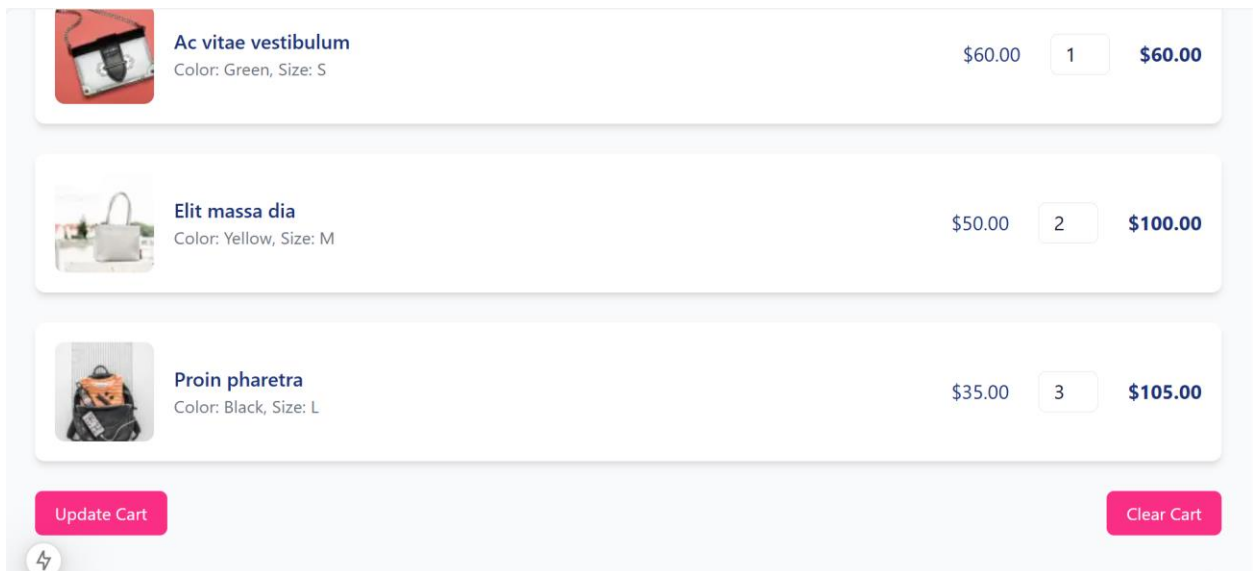 Ac vitae vestibulum
Color: Green, Size: S
$60.00 1 $60.00
Elit massa dia
Color: Yellow, Size: M
$50.00 2 $100.00
Proin pharetra
Color: Black, Size: L
$35.00 3 $105.00
Update Cart
Clear Cart